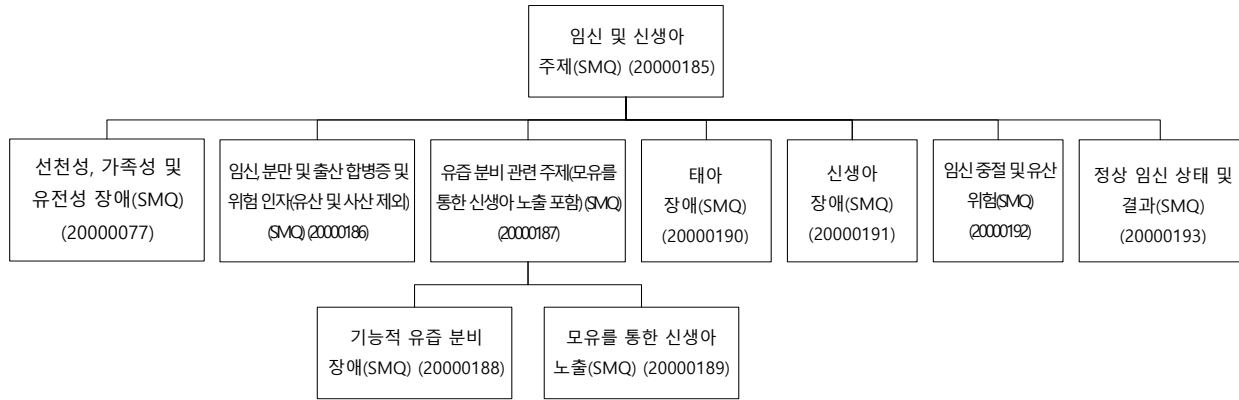 임신 및 신생아
주제(SMQ) (20000185)
선천성, 가족성 및
유전성 장애(SMQ)
(20000077)
임신, 분만 및 출산 합병증 및
위험 인자(유산 및 사산 제외)
(SMQ) (20000186)
유즙 분비 관련 주제(모유를
통한 신생아 노출 포함) (SMQ)
(20000187)
태아
장애(SMQ)
(20000190)
신생아
장애(SMQ)
(20000191)
임신 중절 및 유산
위험(SMQ)
(20000192)
정상 임신 상태 및
결과(SMQ)
(20000193)
기능적 유즙 분비
장애(SMQ) (20000188)
모유를 통한 신생아
노출(SMQ) (20000189)